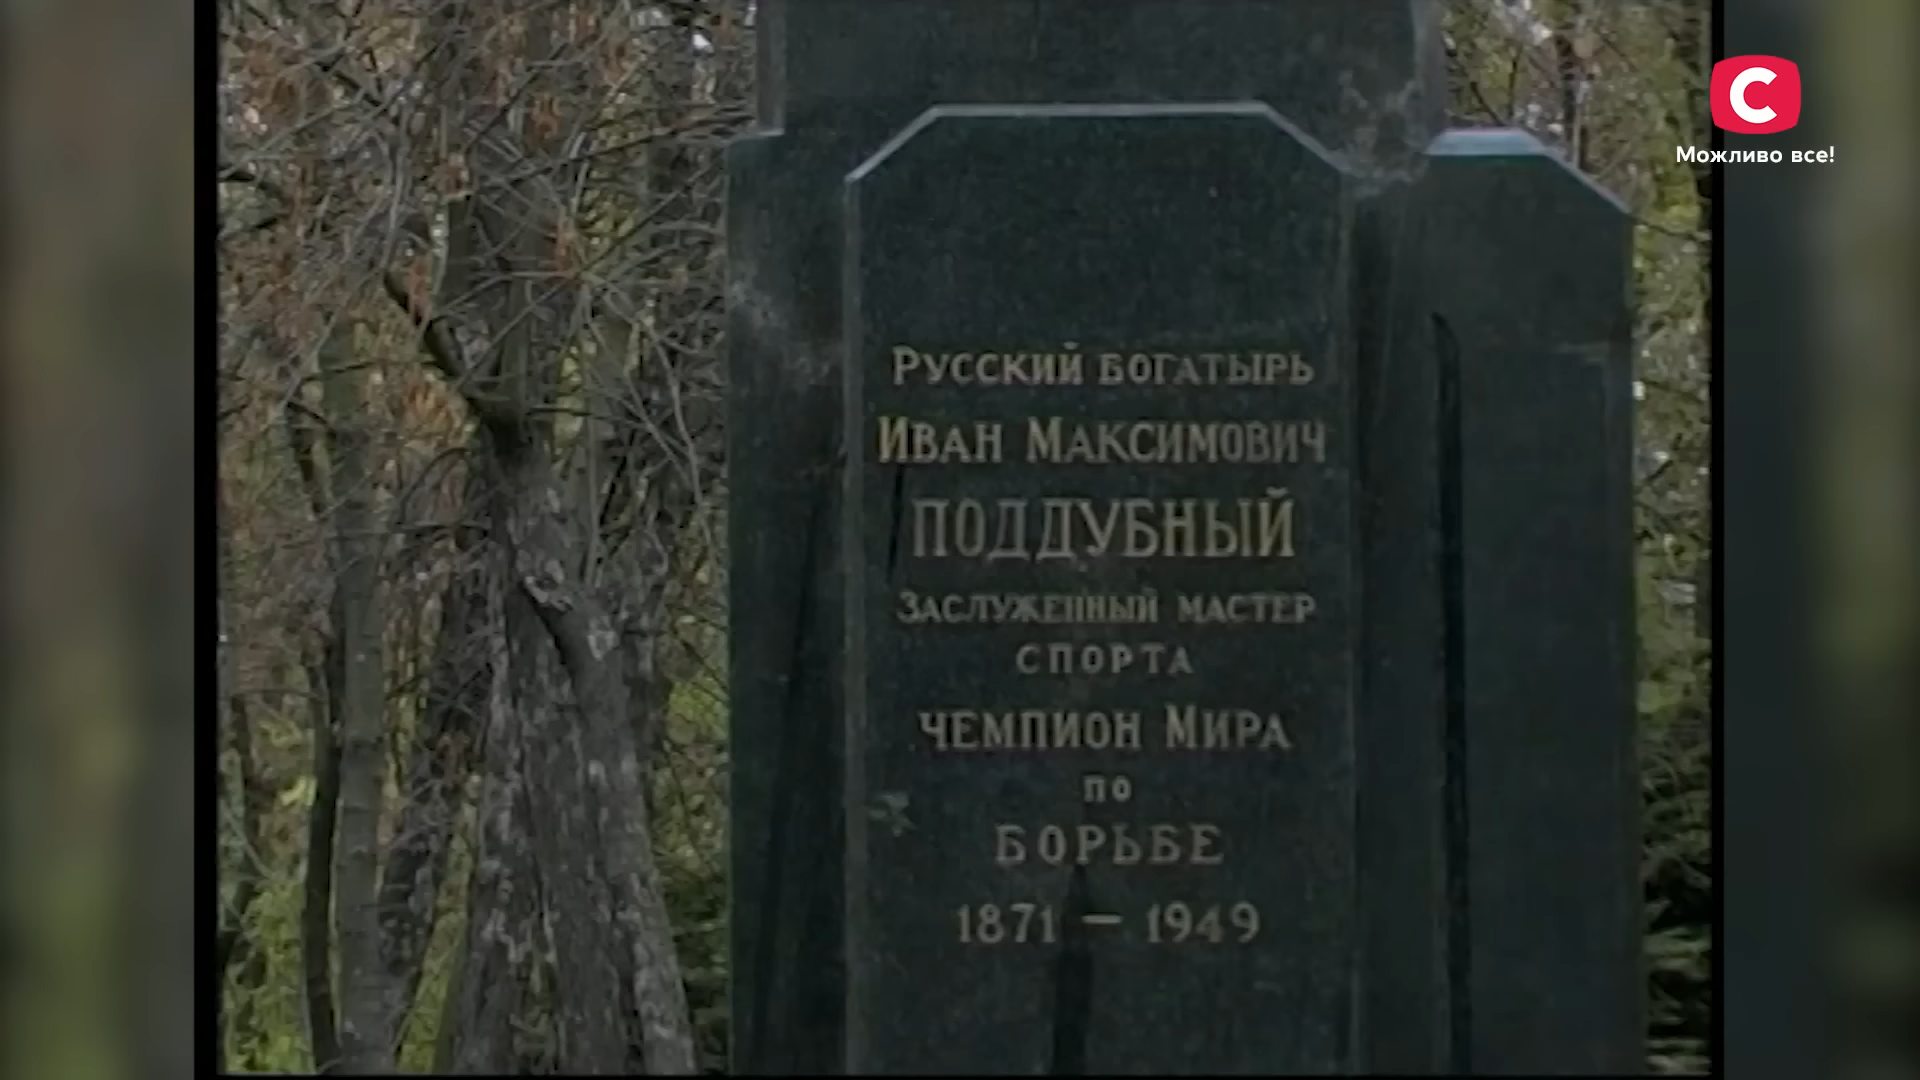 С
Можливо все!
Русский богатырь
Иван Максимович
ПОДДУБНЫЙ
Заслуженный мастер
спорта
чемпион Мира
по
борьбе
1871 — 1949